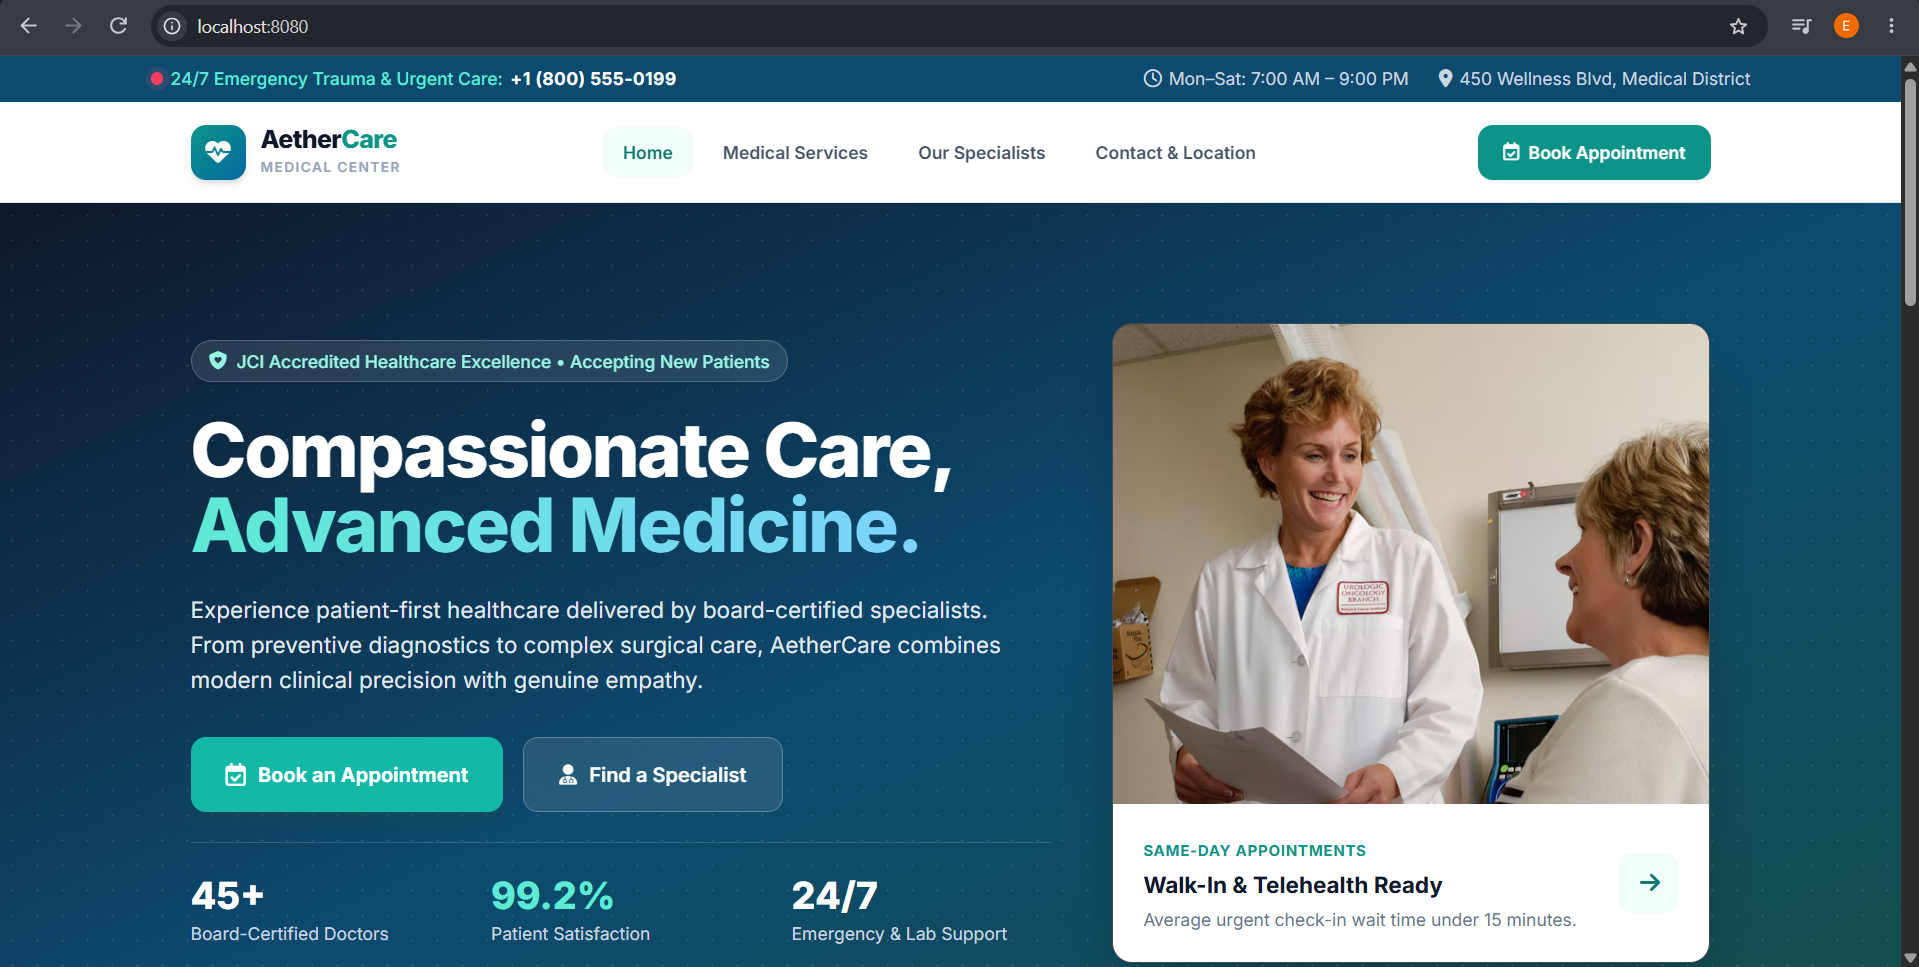 localhost:8080
E
24/7 Emergency Trauma & Urgent Care: +1 (800) 555-0199
Mon–Sat: 7:00 AM – 9:00 PM
450 Wellness Blvd, Medical District
AetherCare
MEDICAL CENTER
Home
Medical Services
Our Specialists
Contact & Location
Book Appointment
JCI Accredited Healthcare Excellence • Accepting New Patients
Compassionate Care,
Advanced Medicine.
Experience patient-first healthcare delivered by board-certified specialists.
From preventive diagnostics to complex surgical care, AetherCare combines
modern clinical precision with genuine empathy.
Book an Appointment
Find a Specialist
45+
Board-Certified Doctors
99.2%
Patient Satisfaction
24/7
Emergency & Lab Support
UROLOGIC
ONCOLOGY
BRANCH
National Cancer Institute
SAME-DAY APPOINTMENTS
Walk-In & Telehealth Ready
Average urgent check-in wait time under 15 minutes.